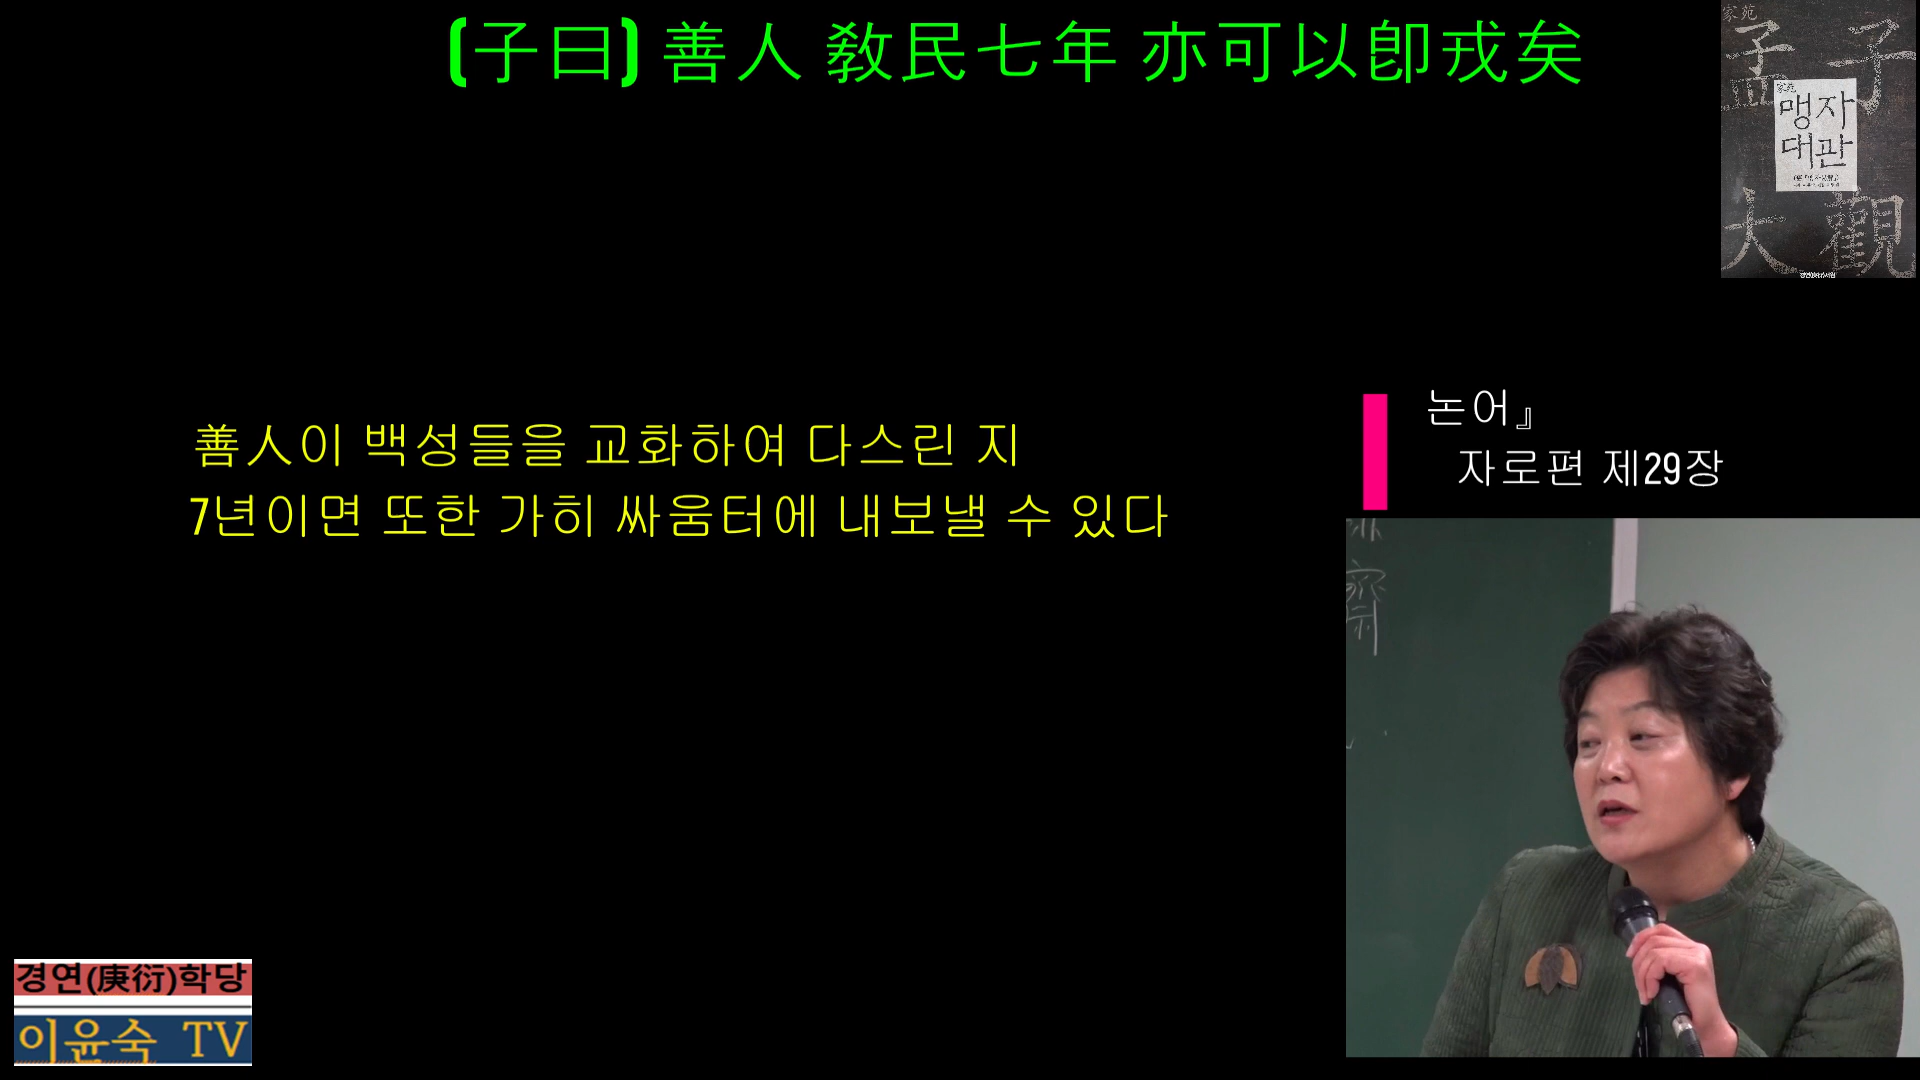 (子曰) 善人 敎民七年 亦可以卽戎矣
家苑
孟子
맹자
대관
大觀
善人이 백성들을 교화하여 다스린 지
7년이면 또한 가히 싸움터에 내보낼 수 있다
논어』
자로편 제29장
齋
경연(庚衍)학당
이윤숙 TV